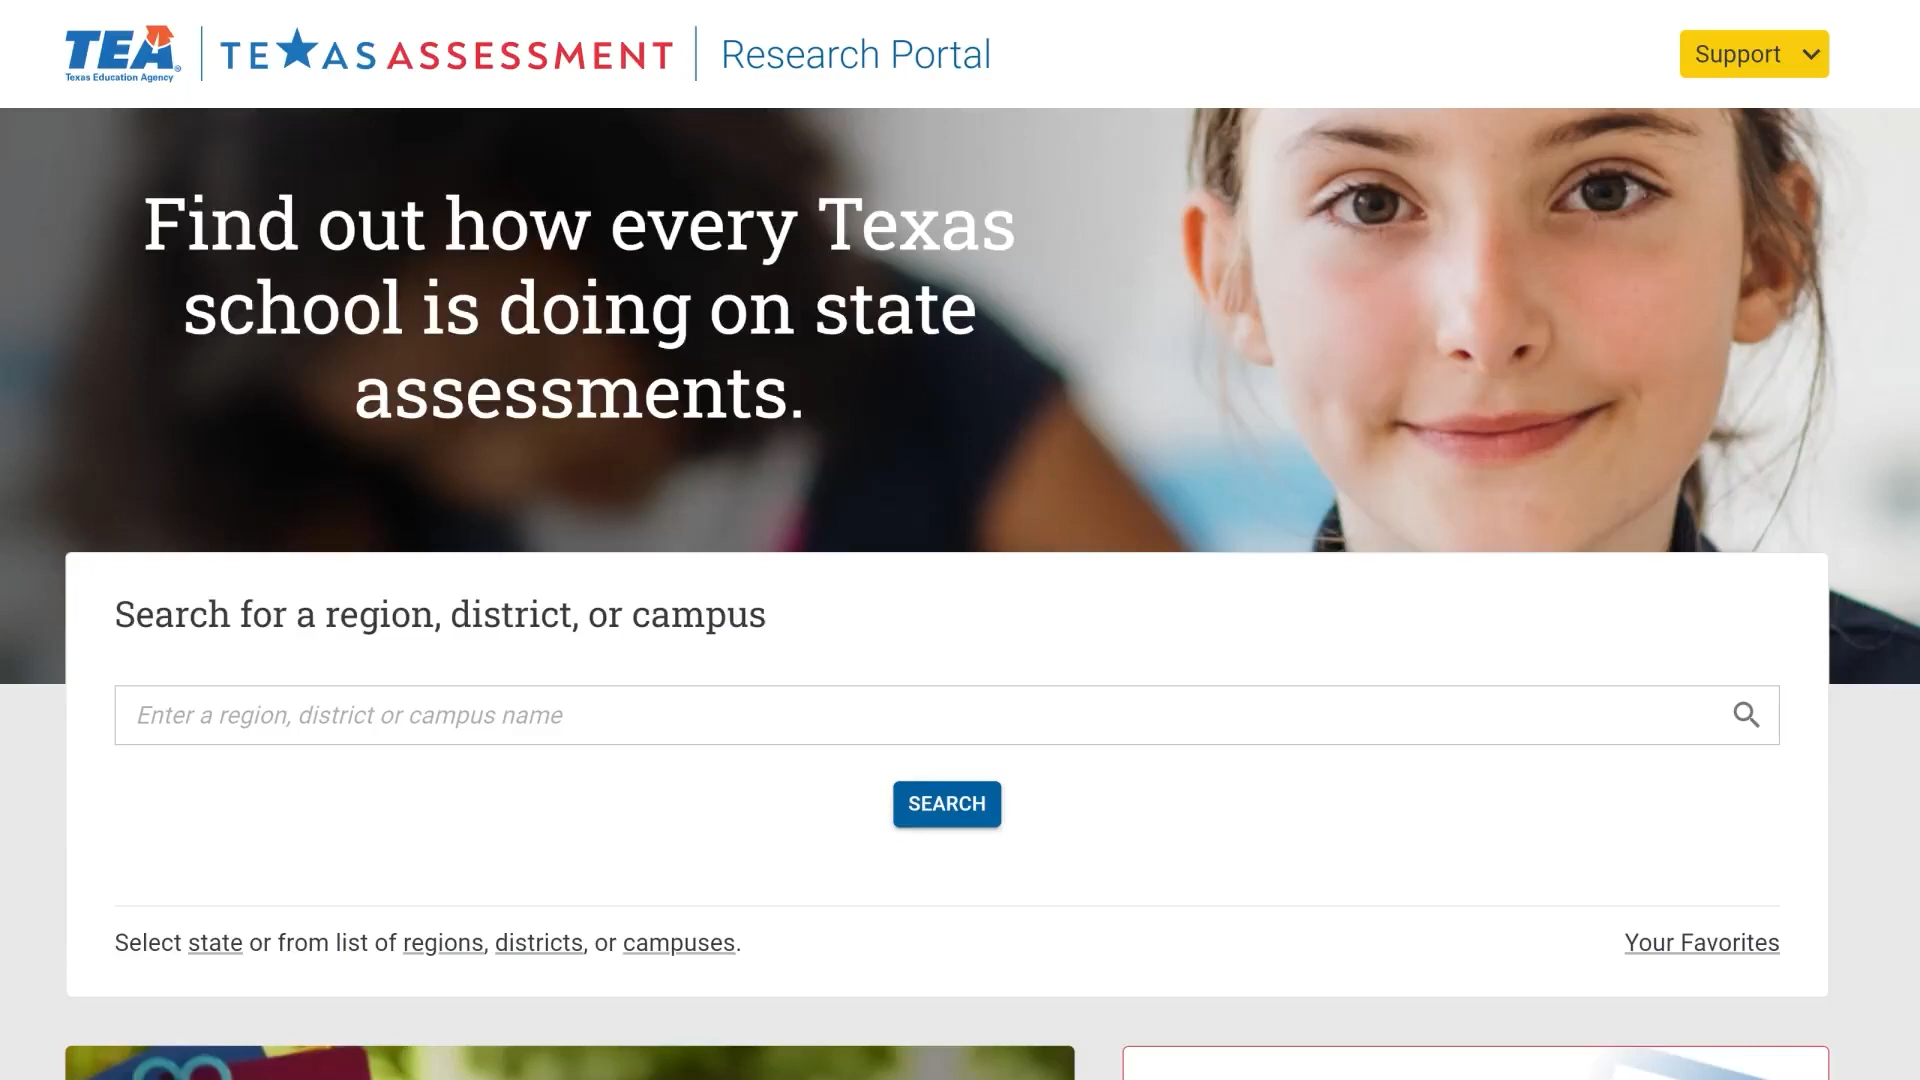 TEA
Texas Education Agency
TEXAS ASSESSMENT
Research Portal
Support
Find out how every Texas
school is doing on state
assessments.
Search for a region, district, or campus
Enter a region, district or campus name
SEARCH
Select state or from list of regions, districts, or campuses.
Your Favorites